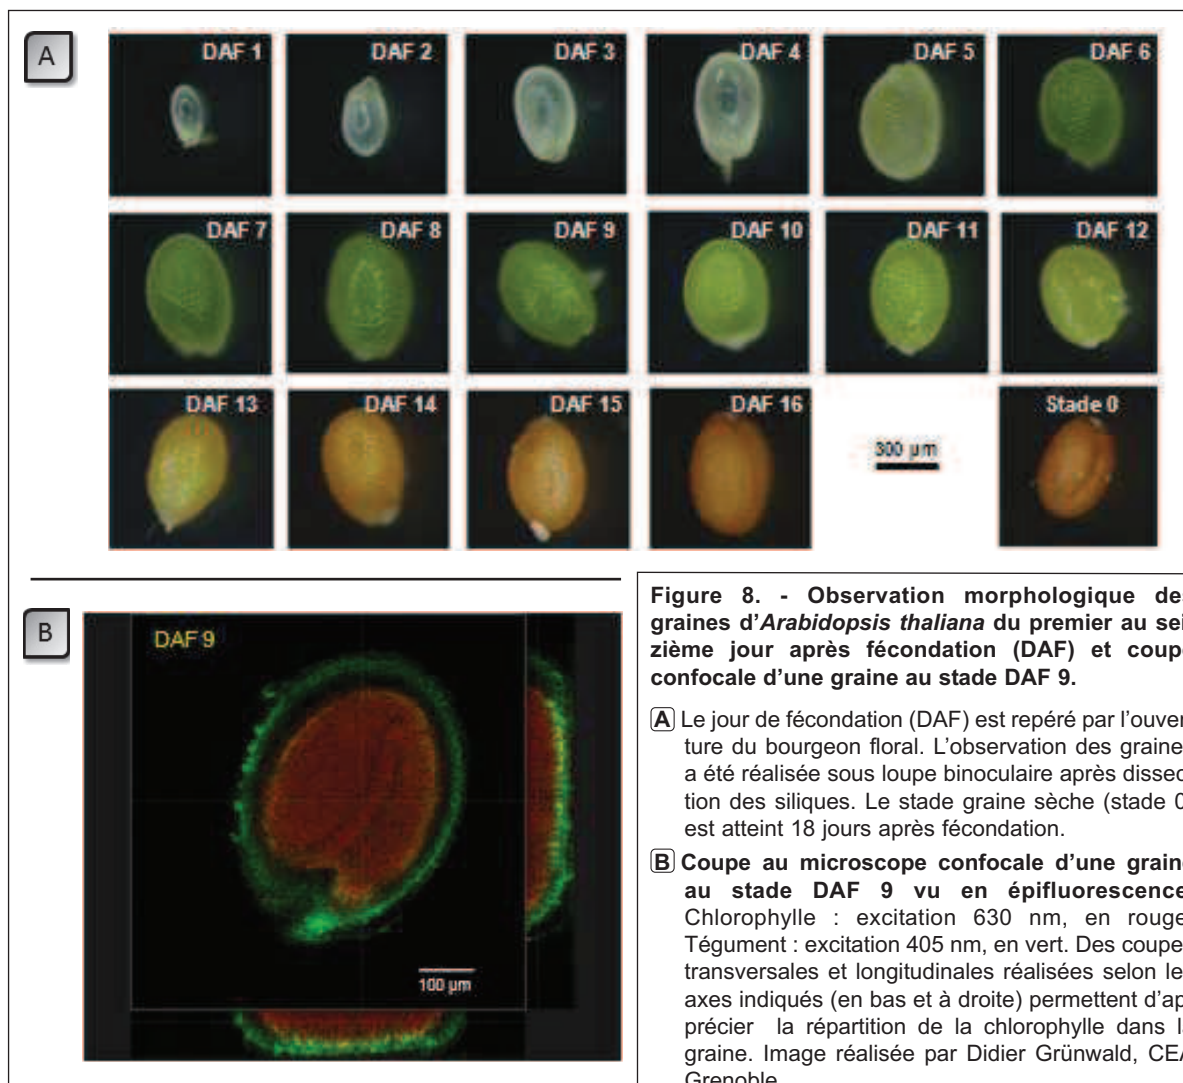 A
DAF 1
DAF 2
DAF 3
DAF 4
DAF 5
DAF 6
DAF 7
DAF 8
DAF 9
DAF 10
DAF 11
DAF 12
DAF 13
DAF 14
DAF 15
DAF 16
300 µm
Stade 0
B
DAF 9
100 µm
Figure 8. - Observation morphologique des
graines d'Arabidopsis thaliana du premier au sei
zième jour après fécondation (DAF) et coupe
confocale d'une graine au stade DAF 9.
A Le jour de fécondation (DAF) est repéré par l'ouver
ture du bourgeon floral. L'observation des graine
a été réalisée sous loupe binoculaire après dissec
tion des siliques. Le stade graine sèche (stade 0
est atteint 18 jours après fécondation.
B Coupe au microscope confocale d'une graine
au stade DAF 9 vu en épifluorescence
Chlorophylle : excitation 630 nm, en rouge
Tégument : excitation 405 nm, en vert. Des coupe
transversales et longitudinales réalisées selon le
axes indiqués (en bas et à droite) permettent d'ap
précier la répartition de la chlorophylle dans l
graine. Image réalisée par Didier Grünwald, CEA
Grenoble